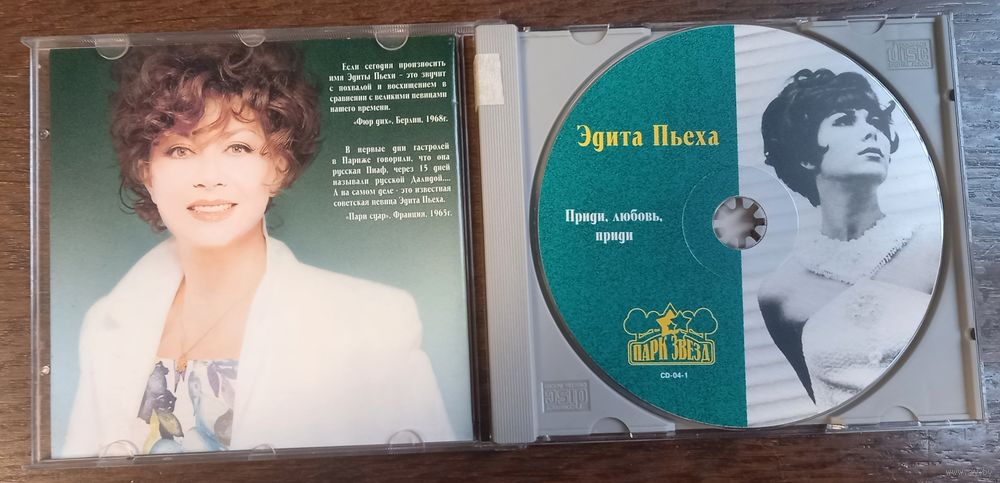 Если сегодня произносить
имя Эдиты Пьехи - это звучит
с похвалой и восхищением в
сравнении с великими певицами
нашего времени.
«Фюр дих», Берлин, 1968г.
В первые дни гастролей
в Париже говорили, что она
русская Пиаф, через 15 дней
называли русской Далидой....
А на самом деле - это известная
советская певица Эдита Пьеха.
«Пари суар». Франция, 1965г.
Эдита Пьеха
Приди, любовь,
приди
ПАРК ЗВЕЗД
CD-04-1
disc
disc